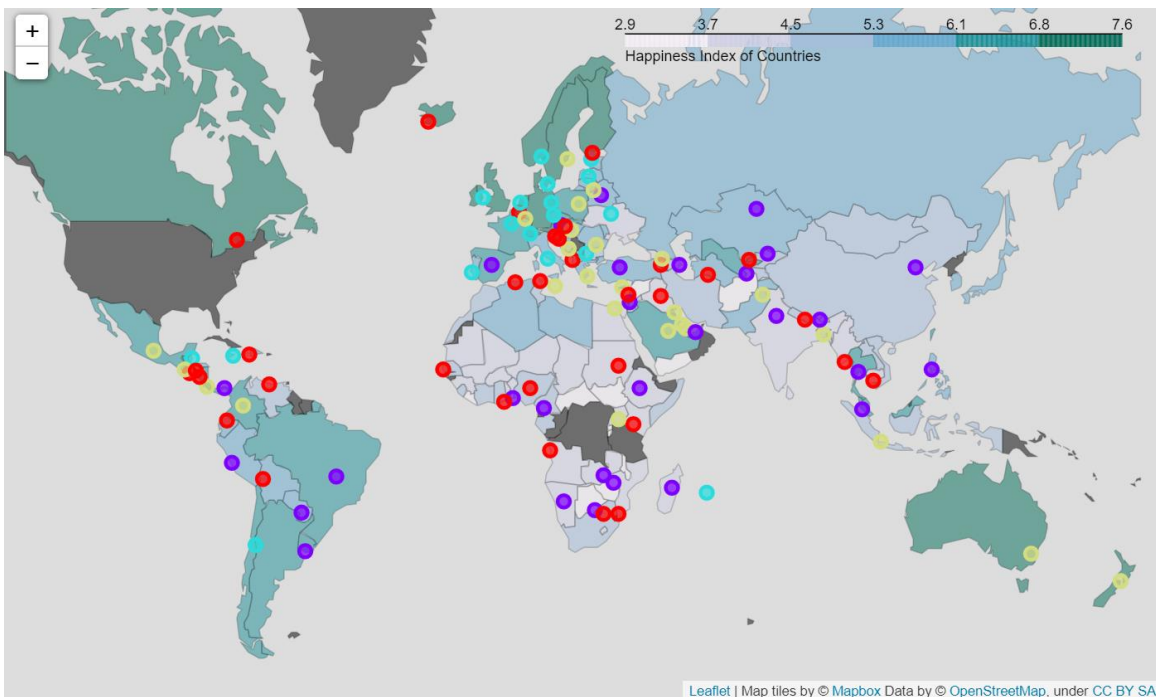 +
−
2.9 3.7 4.5 5.3 6.1 6.8 7.6
Happiness Index of Countries
Leaflet | Map tiles by © Mapbox Data by © OpenStreetMap, under CC BY SA